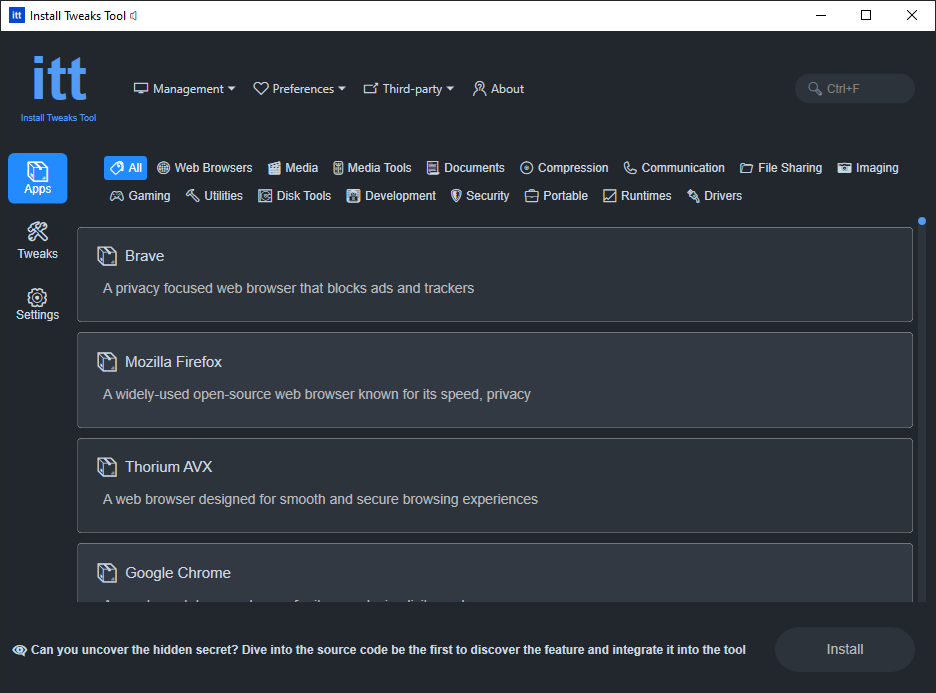 itt Install Tweaks Tool
itt
Install Tweaks Tool
Management Preferences Third-party About
Ctrl+F
Apps
Tweaks
Settings
All Web Browsers Media Media Tools Documents Compression Communication File Sharing Imaging
Gaming Utilities Disk Tools Development Security Portable Runtimes Drivers
Brave
A privacy focused web browser that blocks ads and trackers
Mozilla Firefox
A widely-used open-source web browser known for its speed, privacy
Thorium AVX
A web browser designed for smooth and secure browsing experiences
Google Chrome
Can you uncover the hidden secret? Dive into the source code be the first to discover the feature and integrate it into the tool
Install